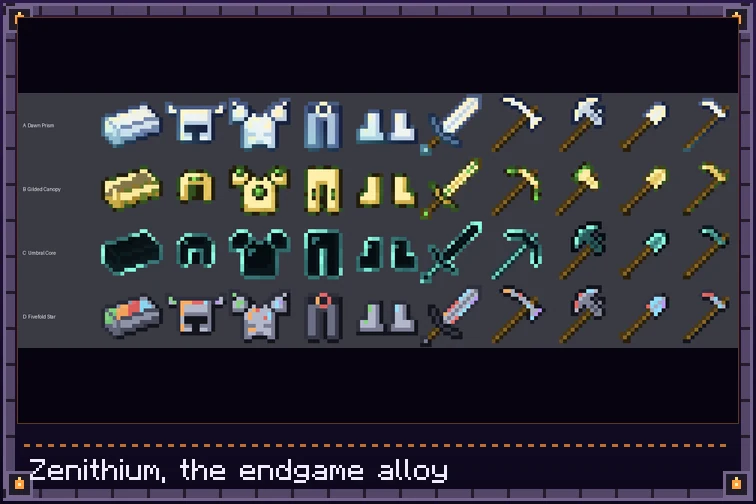 A Dawn Prism
B Gilded Canopy
C Umbral Core
D Fivefold Star
Zenithium, the endgame alloy